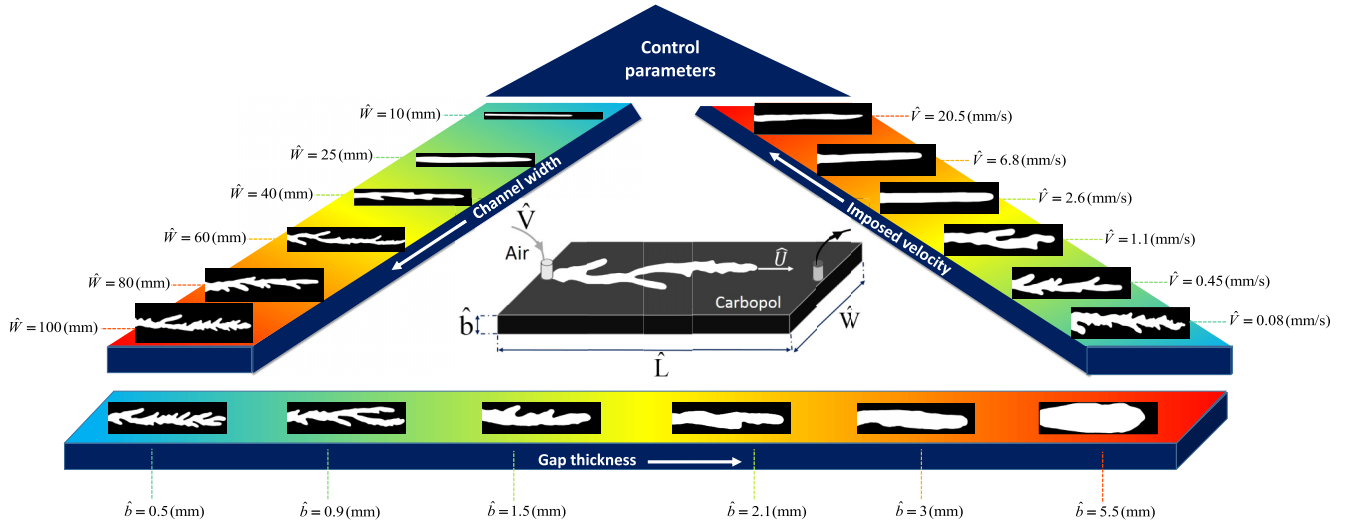 Control
parameters
Ŵ = 10 (mm)
Ŵ = 25 (mm)
Ŵ = 40 (mm)
Ŵ = 60 (mm)
Ŵ = 80 (mm)
Ŵ = 100 (mm)
Channel width
V̂ = 20.5 (mm/s)
V̂ = 6.8 (mm/s)
V̂ = 2.6 (mm/s)
V̂ = 1.1 (mm/s)
V̂ = 0.45 (mm/s)
V̂ = 0.08 (mm/s)
Imposed velocity
V̂
Air
Û
Carbopol
b̂
Ŵ
L̂
Gap thickness
b̂ = 0.5 (mm)
b̂ = 0.9 (mm)
b̂ = 1.5 (mm)
b̂ = 2.1 (mm)
b̂ = 3 (mm)
b̂ = 5.5 (mm)